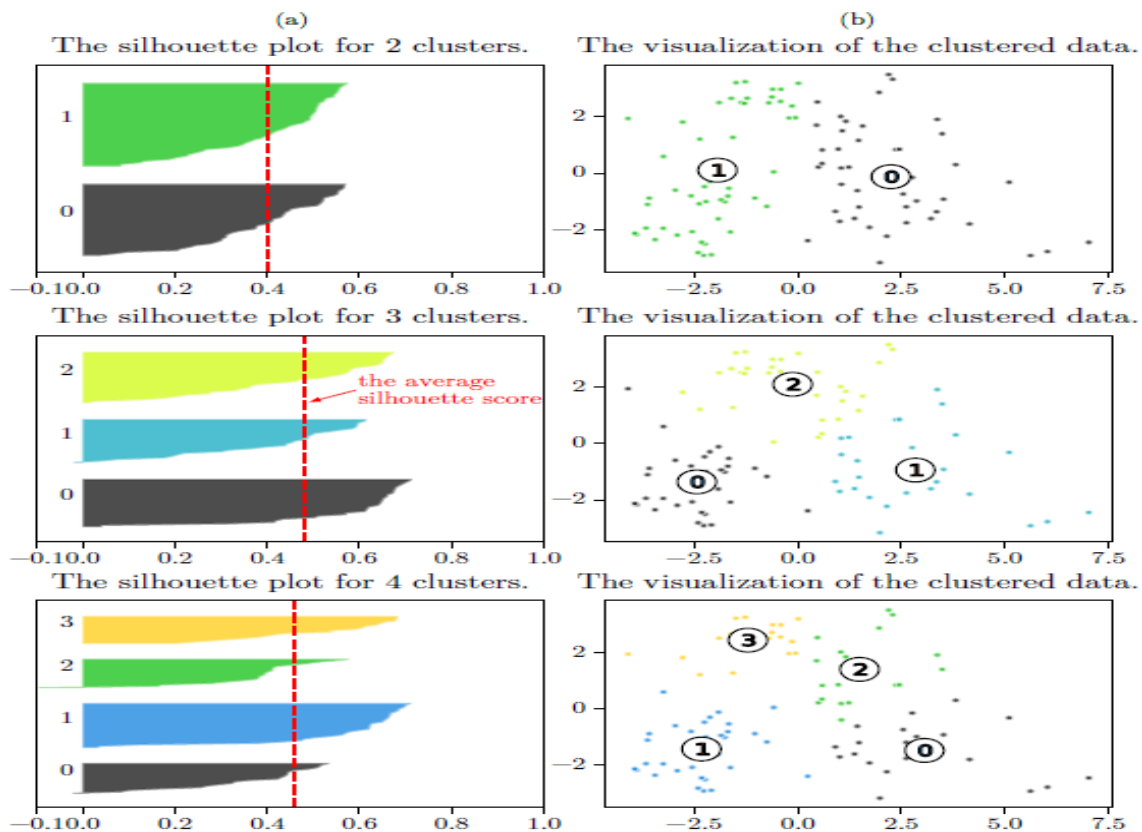 (a) (b)
The silhouette plot for 2 clusters. The visualization of the clustered data.
1
0
2
0
−2
1
0
−0.10.0 0.2 0.4 0.6 0.8 1.0
−2.5 0.0 2.5 5.0 7.5
The silhouette plot for 3 clusters. The visualization of the clustered data.
2
1
0
the average
silhouette score
2
0
−2
2
1
0
−0.10.0 0.2 0.4 0.6 0.8 1.0
−2.5 0.0 2.5 5.0 7.5
The silhouette plot for 4 clusters. The visualization of the clustered data.
3
2
1
0
2
0
−2
3
2
1
0
−0.10.0 0.2 0.4 0.6 0.8 1.0
−2.5 0.0 2.5 5.0 7.5